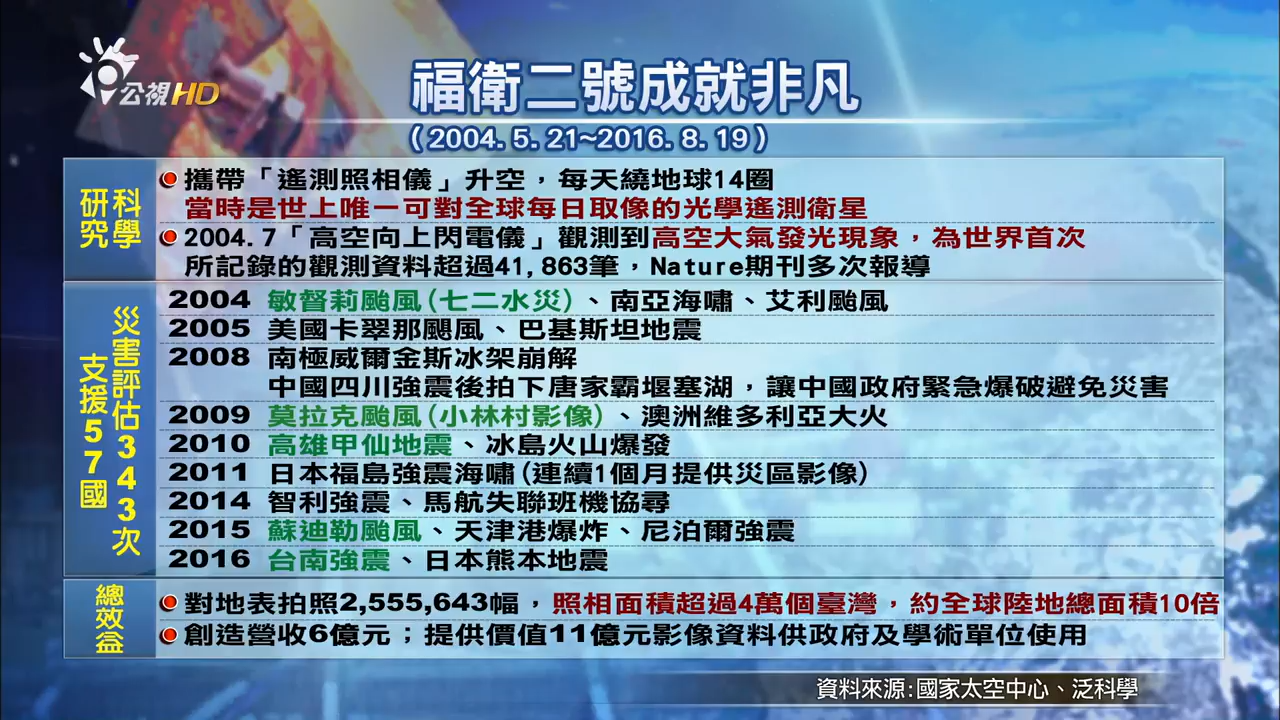 公視HD
福衛二號成就非凡
(2004.5.21~2016.8.19)
科學研究
攜帶「遙測照相儀」升空，每天繞地球14圈
當時是世上唯一可對全球每日取像的光學遙測衛星
2004.7「高空向上閃電儀」觀測到高空大氣發光現象，為世界首次
所記錄的觀測資料超過41,863筆，Nature期刊多次報導
災害評估343次
支援57國
2004 敏督莉颱風(七二水災)、南亞海嘯、艾利颱風
2005 美國卡翠那颶風、巴基斯坦地震
2008 南極威爾金斯冰架崩解
中國四川強震後拍下唐家霸堰塞湖，讓中國政府緊急爆破避免災害
2009 莫拉克颱風(小林村影像)、澳洲維多利亞大火
2010 高雄甲仙地震、冰島火山爆發
2011 日本福島強震海嘯(連續1個月提供災區影像)
2014 智利強震、馬航失聯班機協尋
2015 蘇迪勒颱風、天津港爆炸、尼泊爾強震
2016 台南強震、日本熊本地震
總效益
對地表拍照2,555,643幅，照相面積超過4萬個臺灣，約全球陸地總面積10倍
創造營收6億元；提供價值11億元影像資料供政府及學術單位使用
資料來源:國家太空中心、泛科學